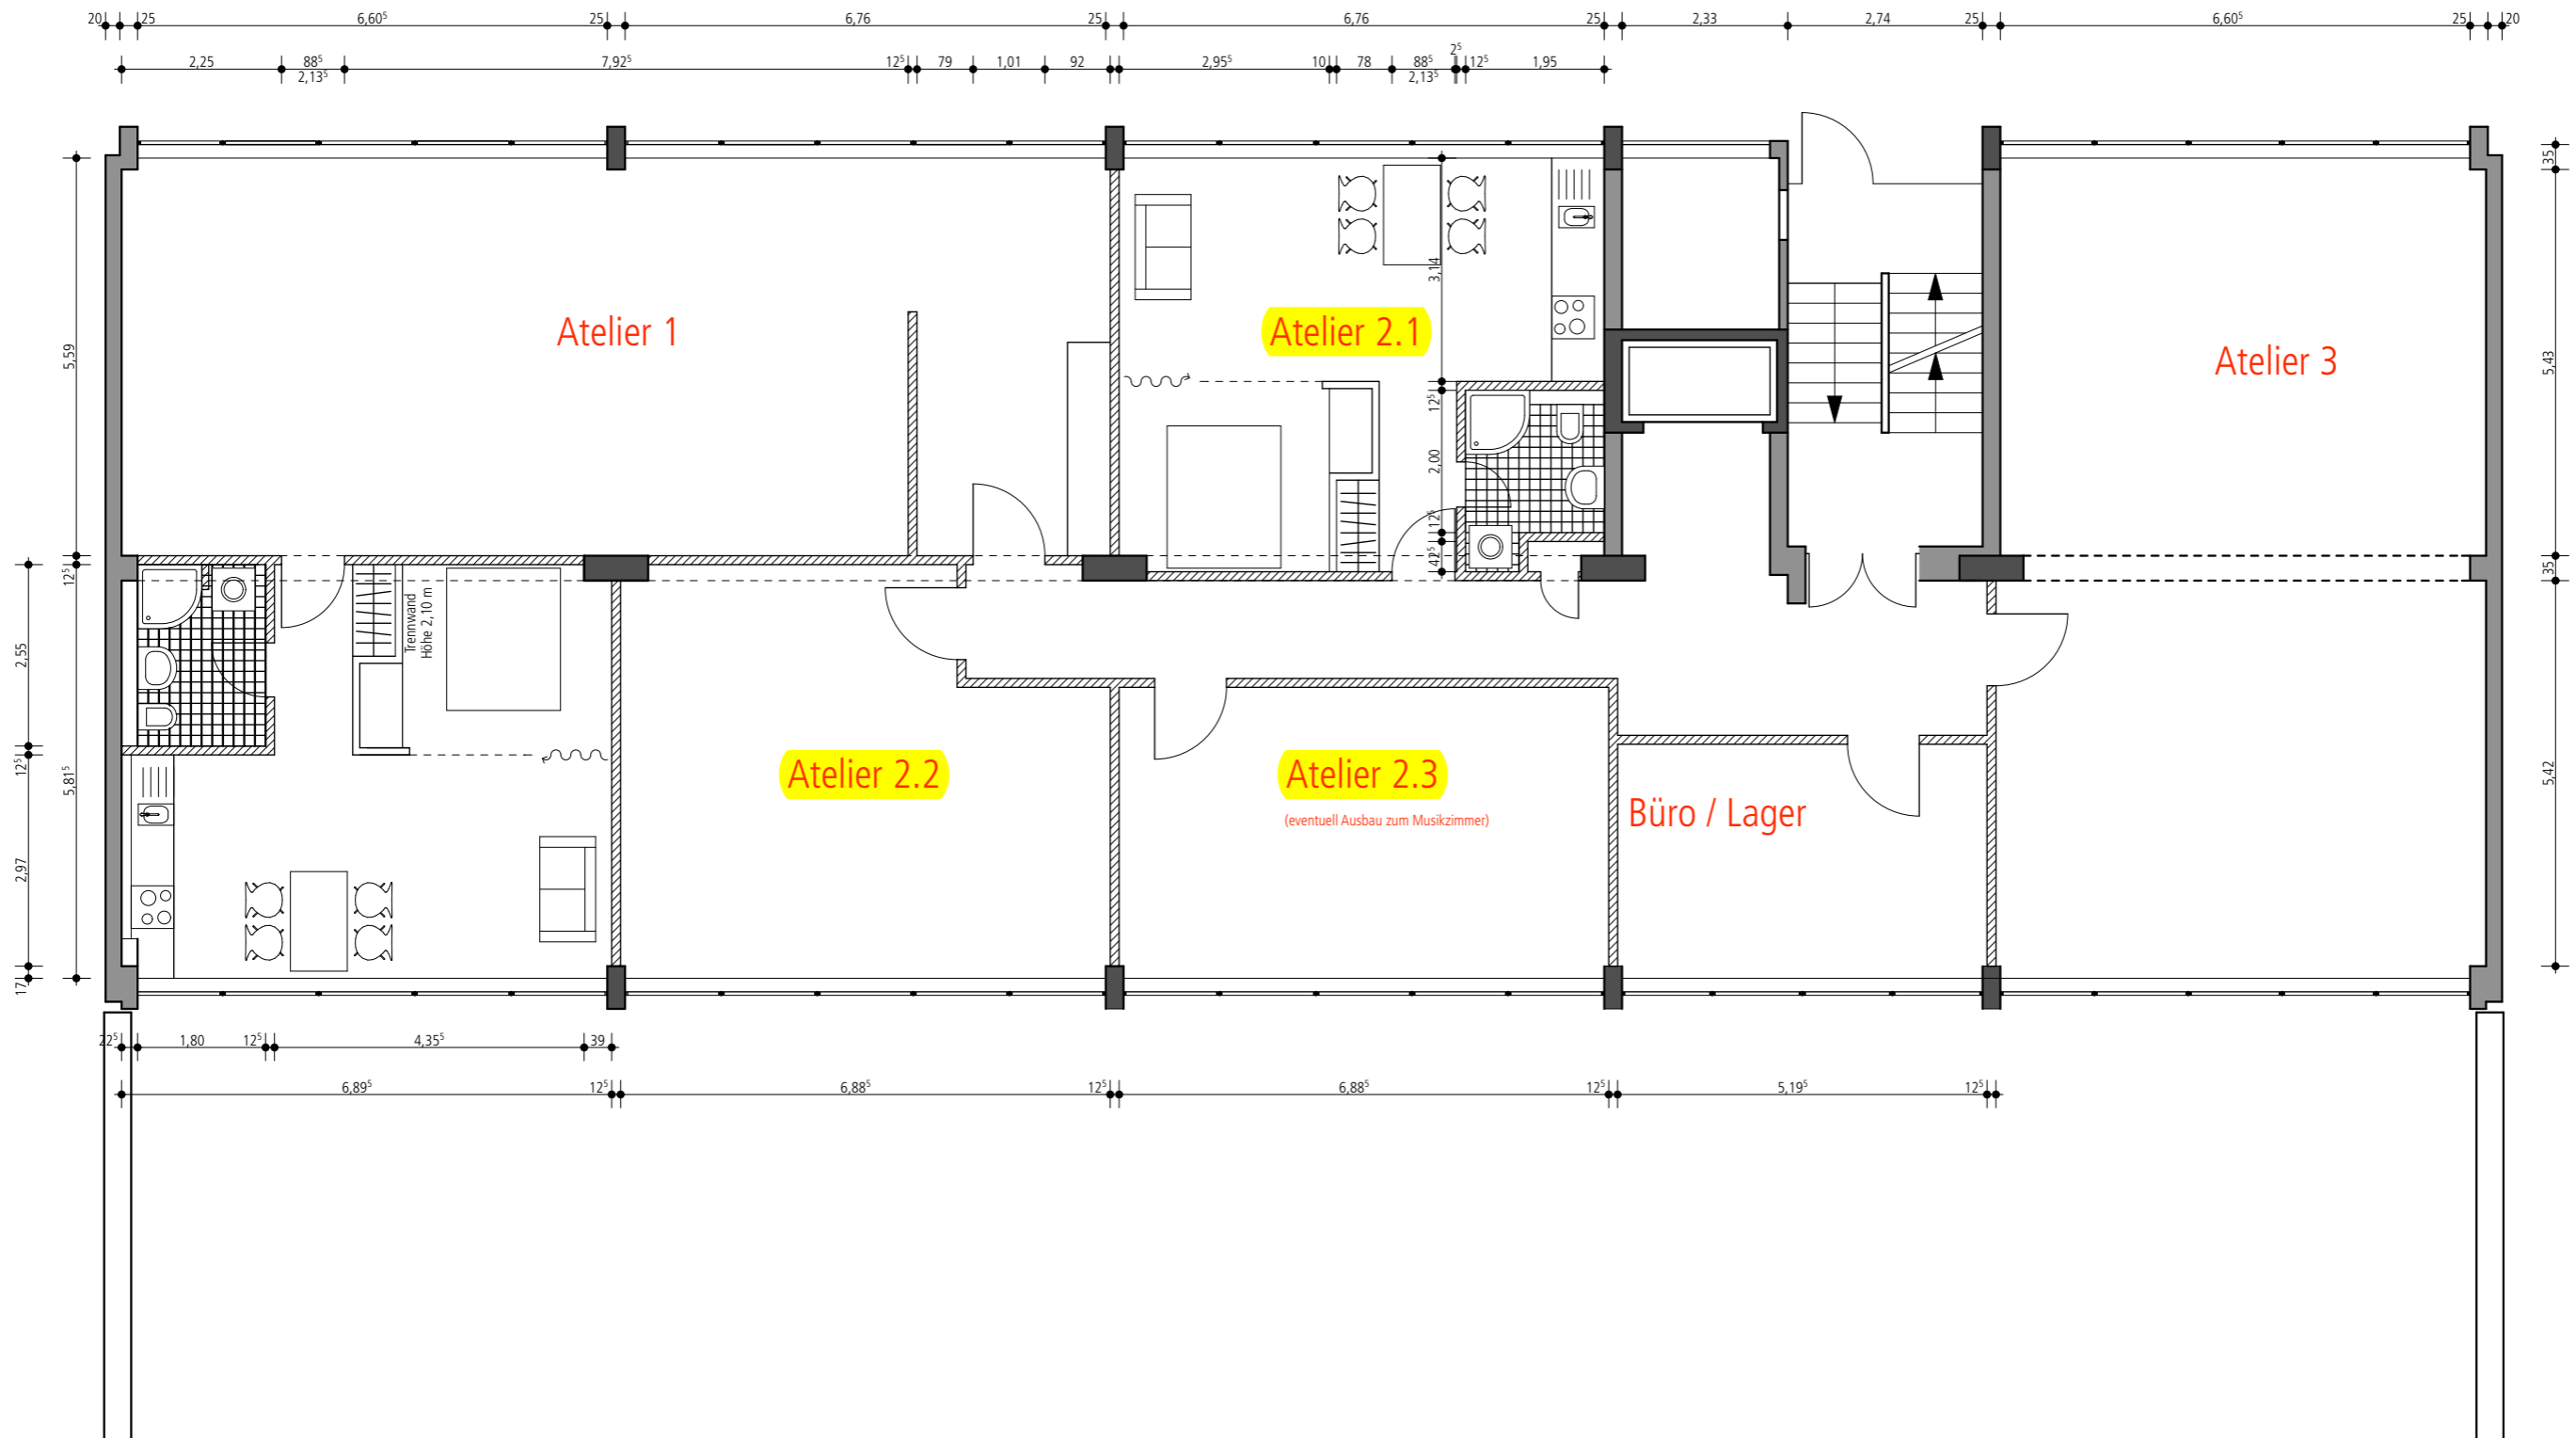 20 25 6,60⁵ 25 6,76 25 6,76 25 2,33 2,74 25 6,60⁵ 25 20
2,25 88⁵ 7,92⁵ 12⁵ 79 1,01 92 2,95⁵ 10 78 88⁵ 2⁵ 12⁵ 1,95
2,13⁵ 2,13⁵
35
3,14
Atelier 1
Atelier 2.1
Atelier 3
5,59
5,43
12⁵
2,00
12⁵
42⁵
12⁵
35
Trennwand
Höhe 2,10 m
2,55
12⁵
5,81⁵
Atelier 2.2
Atelier 2.3
(eventuell Ausbau zum Musikzimmer)
Büro / Lager
5,42
2,97
17
22⁵ 1,80 12⁵ 4,35⁵ 39
6,89⁵ 12⁵ 6,88⁵ 12⁵ 6,88⁵ 12⁵ 5,19⁵ 12⁵